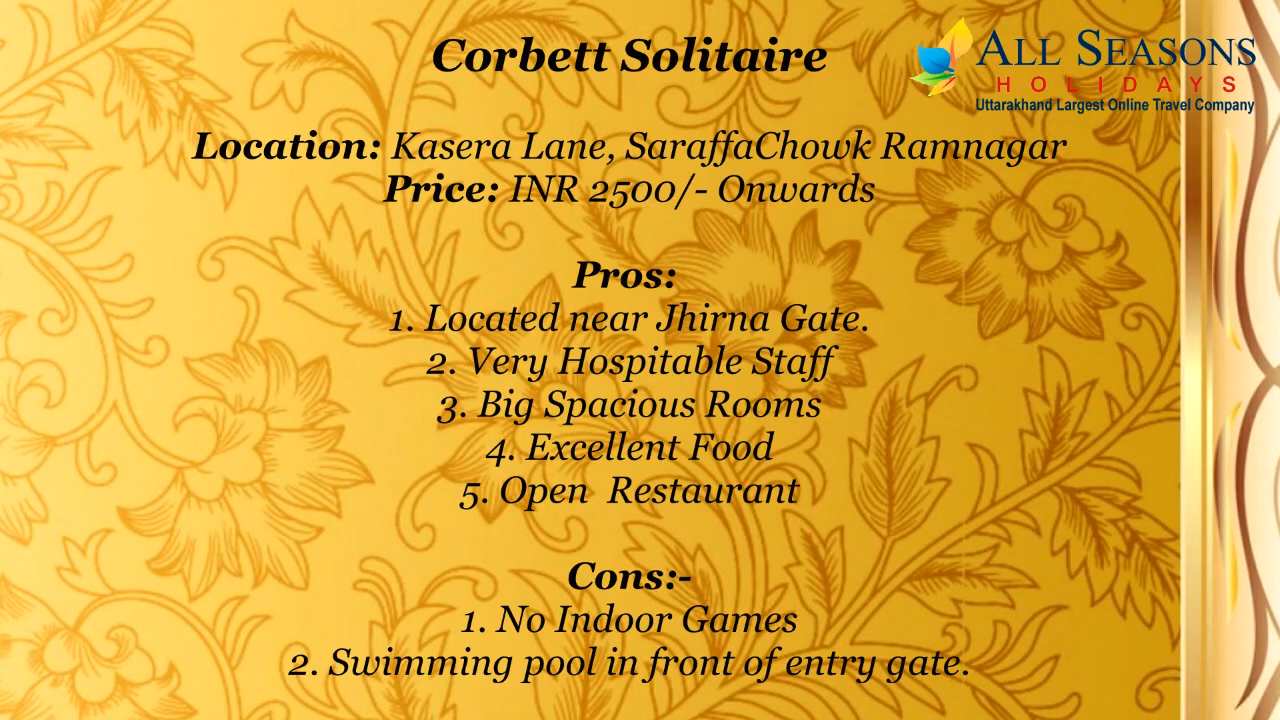 Corbett Solitaire
ALL SEASONS
HOLIDAYS
Uttarakhand Largest Online Travel Company
Location: Kasera Lane, SaraffaChowk Ramnagar
Price: INR 2500/- Onwards
Pros:
1. Located near Jhirna Gate.
2. Very Hospitable Staff
3. Big Spacious Rooms
4. Excellent Food
5. Open  Restaurant
Cons:-
1. No Indoor Games
2. Swimming pool in front of entry gate.